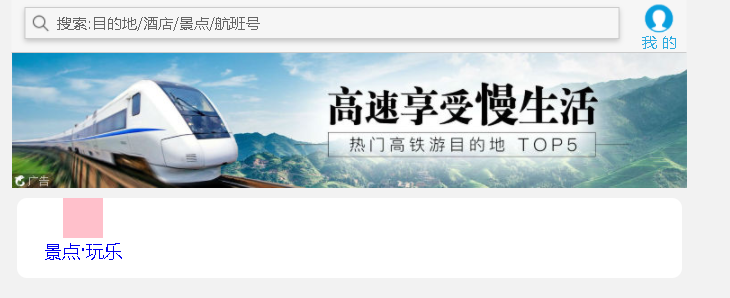 搜索:目的地/酒店/景点/航班号
我 的
高速享受慢生活
热门高铁游目的地 TOP5
广告
景点·玩乐